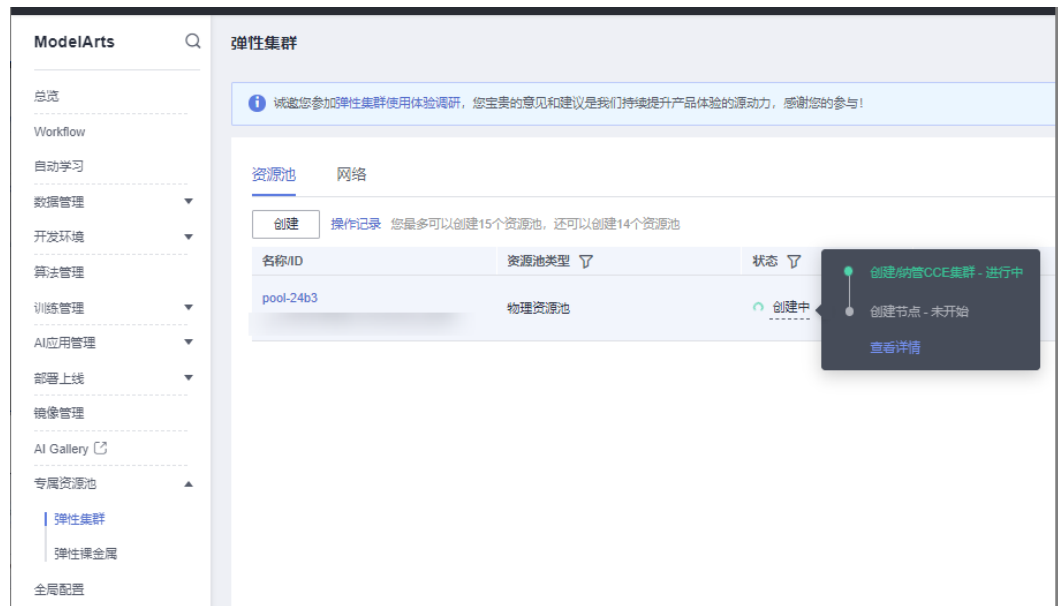 ModelArts
总览
Workflow
自动学习
数据管理
开发环境
算法管理
训练管理
AI应用管理
部署上线
镜像管理
AI Gallery
专属资源池
弹性集群
弹性裸金属
全局配置
弹性集群
诚邀您参加弹性集群使用体验调研，您宝贵的意见和建议是我们持续提升产品体验的源动力，感谢您的参与！
资源池 网络
创建 操作记录 您最多可以创建15个资源池，还可以创建14个资源池
名称/ID 资源池类型 状态
pool-24b3 物理资源池 创建中
创建/纳管CCE集群 - 进行中
创建节点 - 未开始
查看详情